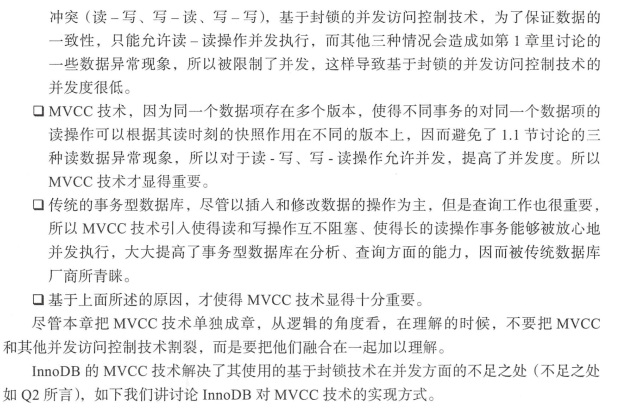 冲突(读–写、写–读、写–写),基于封锁的并发访问控制技术,为了保证数据的
一致性,只能允许读–读操作并发执行,而其他三种情况会造成如第 1 章里讨论的
一些数据异常现象,所以被限制了并发,这样导致基于封锁的并发访问控制技术的
并发度很低。
❑ MVCC 技术,因为同一个数据项存在多个版本,使得不同事务的对同一个数据项的
读操作可以根据其读时刻的快照作用在不同的版本上,因而避免了 1.1 节讨论的三
种读数据异常现象,所以对于读 - 写、写 - 读操作允许并发,提高了并发度。所以
MVCC 技术才显得重要。
❑ 传统的事务型数据库,尽管以插入和修改数据的操作为主,但是查询工作也很重要,
所以 MVCC 技术引入使得读和写操作互不阻塞、使得长的读操作事务能够被放心地
并发执行,大大提高了事务型数据库在分析、查询方面的能力,因而被传统数据库
厂商所青睐。
❑ 基于上面所述的原因,才使得 MVCC 技术显得十分重要。
尽管本章把 MVCC 技术单独成章,从逻辑的角度看,在理解的时候,不要把 MVCC
和其他并发访问控制技术割裂,而是要把他们融合在一起加以理解。
InnoDB 的 MVCC 技术解决了其使用的基于封锁技术在并发方面的不足之处(不足之处
如 Q2 所言),如下我们讲讨论 InnoDB 对 MVCC 技术的实现方式。